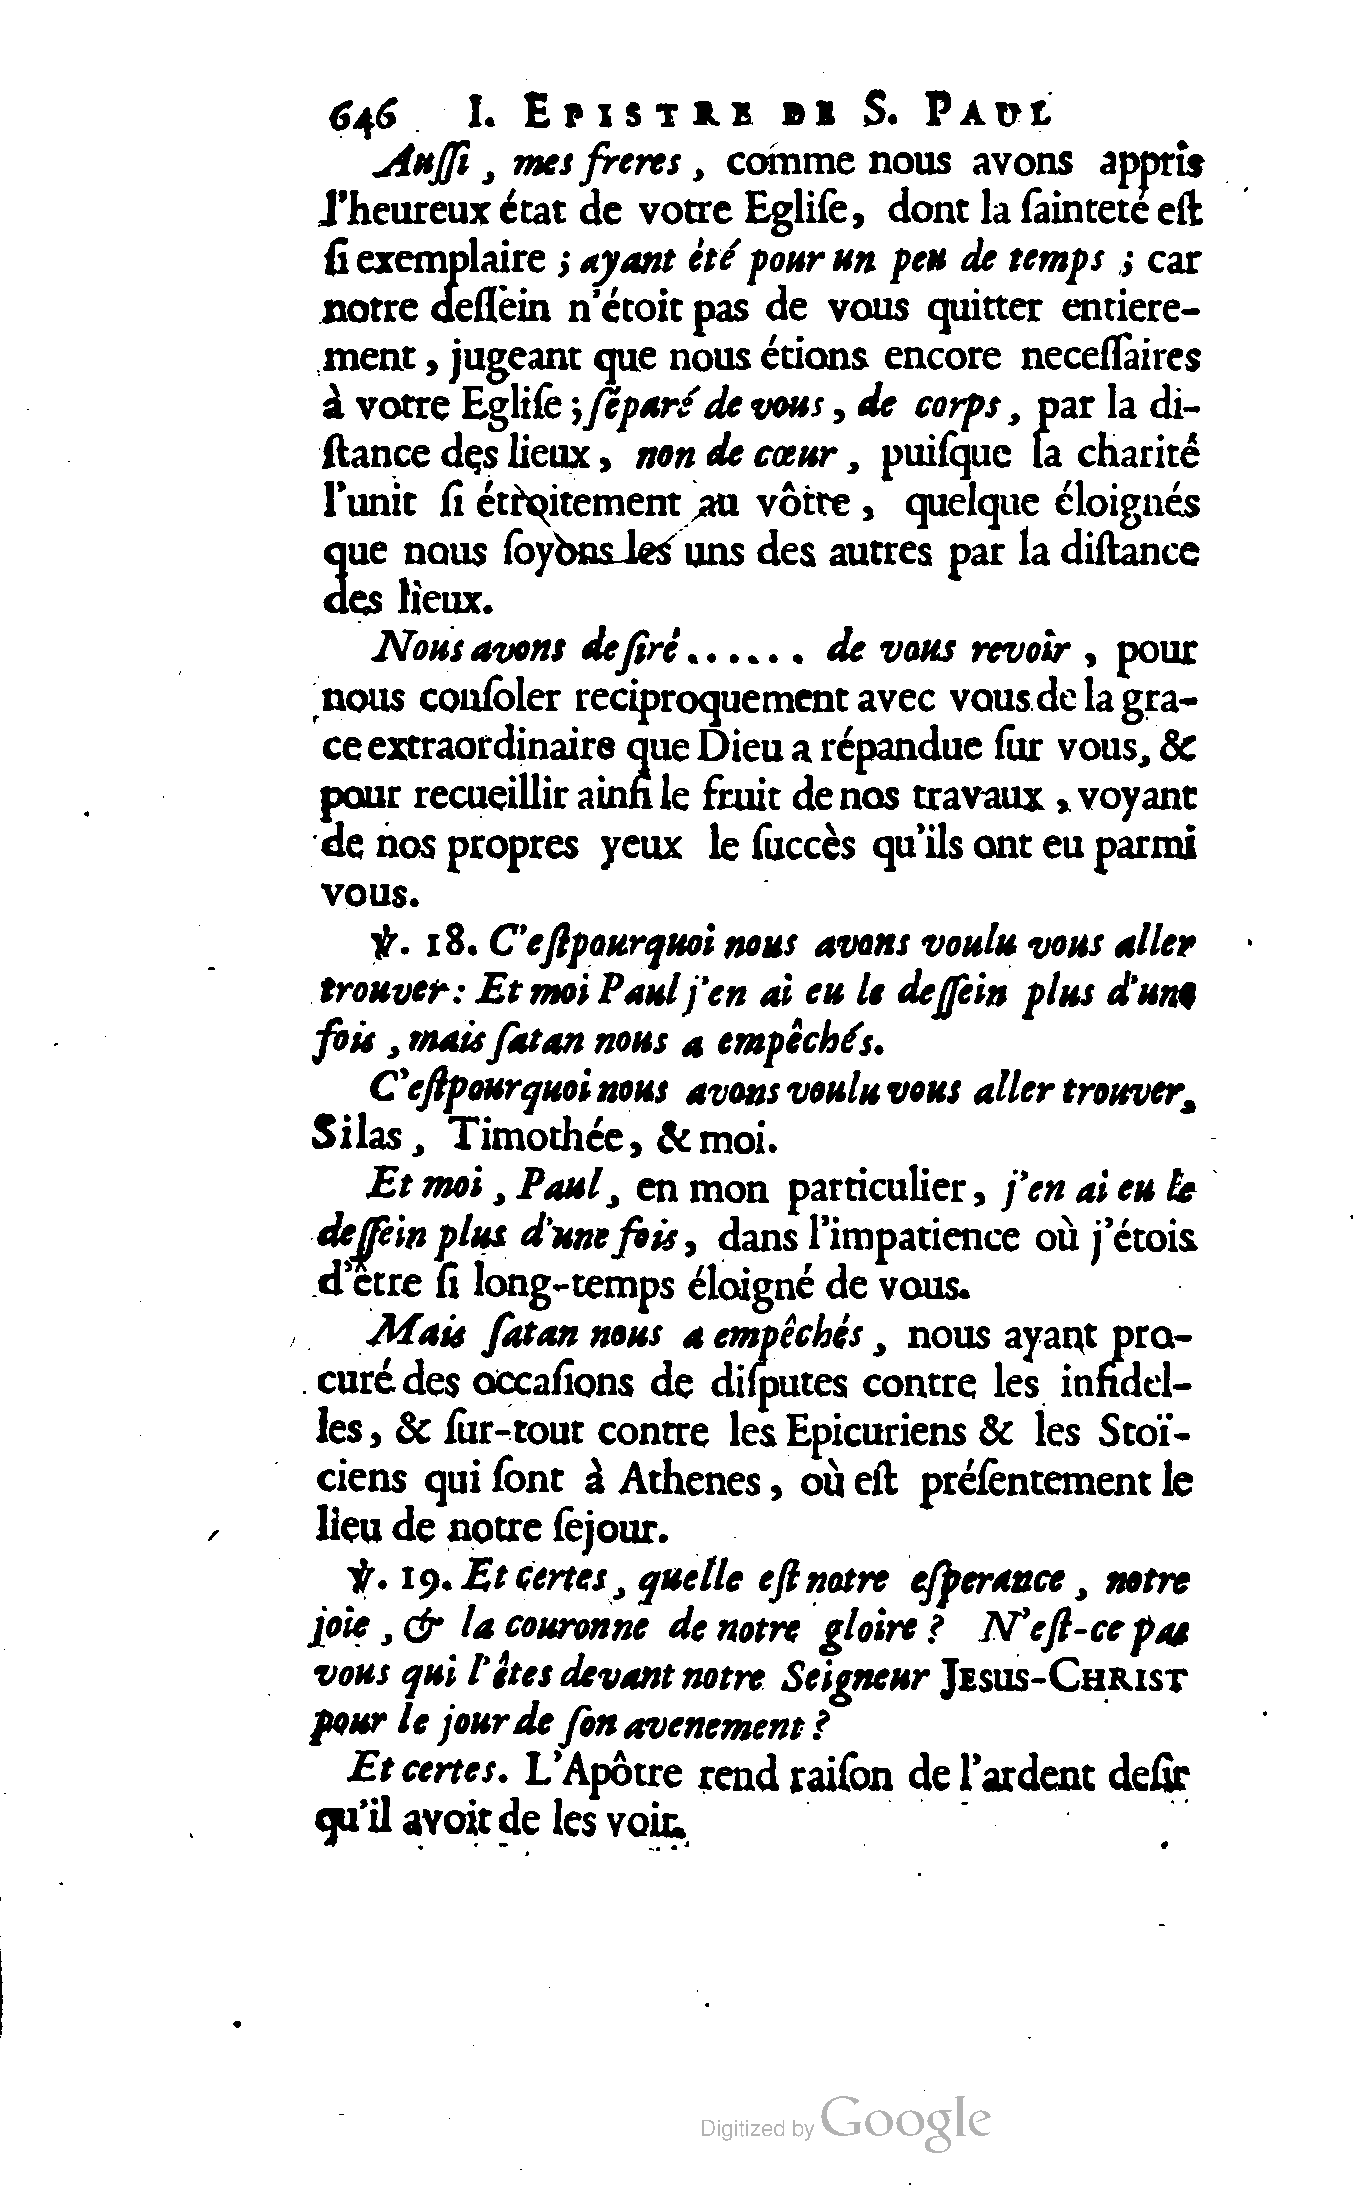 646 I. EPISTRE DE S. PAUL
Auſſi, mes freres, comme nous avons appris
l'heureux état de votre Egliſe, dont la ſainteté eſt
ſi exemplaire ; ayant été pour un peu de temps ; car
notre deſſein n'étoit pas de vous quitter entiere-
ment, jugeant que nous étions encore neceſſaires
à votre Egliſe ; ſéparé de vous, de corps, par la di-
ſtance des lieux, non de cœur, puiſque la charité
l'unit ſi étroitement au vôtre, quelque éloignés
que nous ſoyons les uns des autres par la diſtance
des lieux.
Nous avons deſiré...... de vous revoir, pour
nous conſoler reciproquement avec vous de la gra-
ce extraordinaire que Dieu a répandue ſur vous, &
pour recueillir ainſi le fruit de nos travaux, voyant
de nos propres yeux le ſuccès qu'ils ont eu parmi
vous.
℣. 18. C'eſtpourquoi nous avons voulu vous aller
trouver : Et moi Paul j'en ai eu le deſſein plus d'une
fois, mais ſatan nous a empêchés.
C'eſtpourquoi nous avons voulu vous aller trouver,
Silas, Timothée, & moi.
Et moi, Paul, en mon particulier, j'en ai eu le
deſſein plus d'une fois, dans l'impatience où j'étois
d'être ſi long-temps éloigné de vous.
Mais ſatan nous a empêchés, nous ayant pro-
curé des occaſions de diſputes contre les infidel-
les, & ſur-tout contre les Epicuriens & les Stoï-
ciens qui ſont à Athenes, où eſt préſentement le
lieu de notre ſejour.
℣. 19. Et certes, quelle eſt notre eſperance, notre
joie, & la couronne de notre gloire ? N'eſt-ce pas
vous qui l'êtes devant notre Seigneur JESUS-CHRIST
pour le jour de ſon avenement ?
Et certes. L'Apôtre rend raiſon de l'ardent deſir
qu'il avoit de les voir.
Digitized by Google